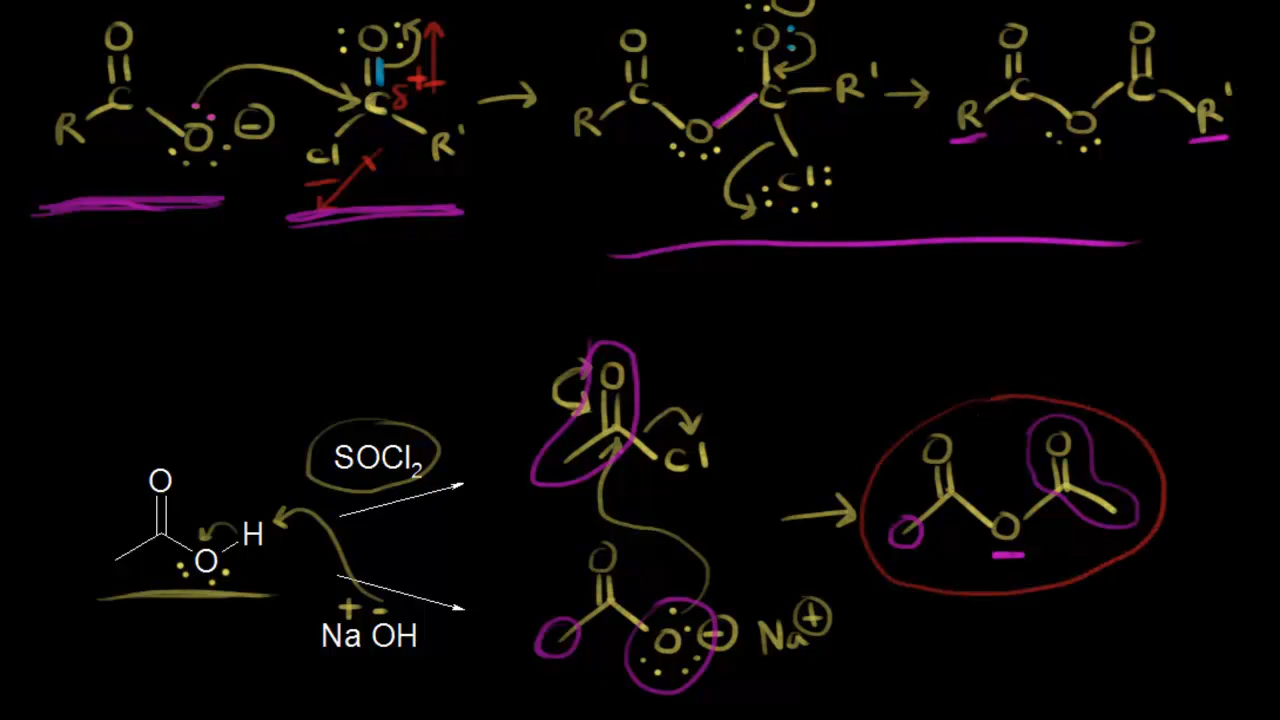 O O O O O O
R C O ⊖ C δ+ Cl R' R C O C R' Cl R C O C R'
O
SOCl₂ Cl O O
O H O
O O ⊖ Na⊕
+ -
Na OH